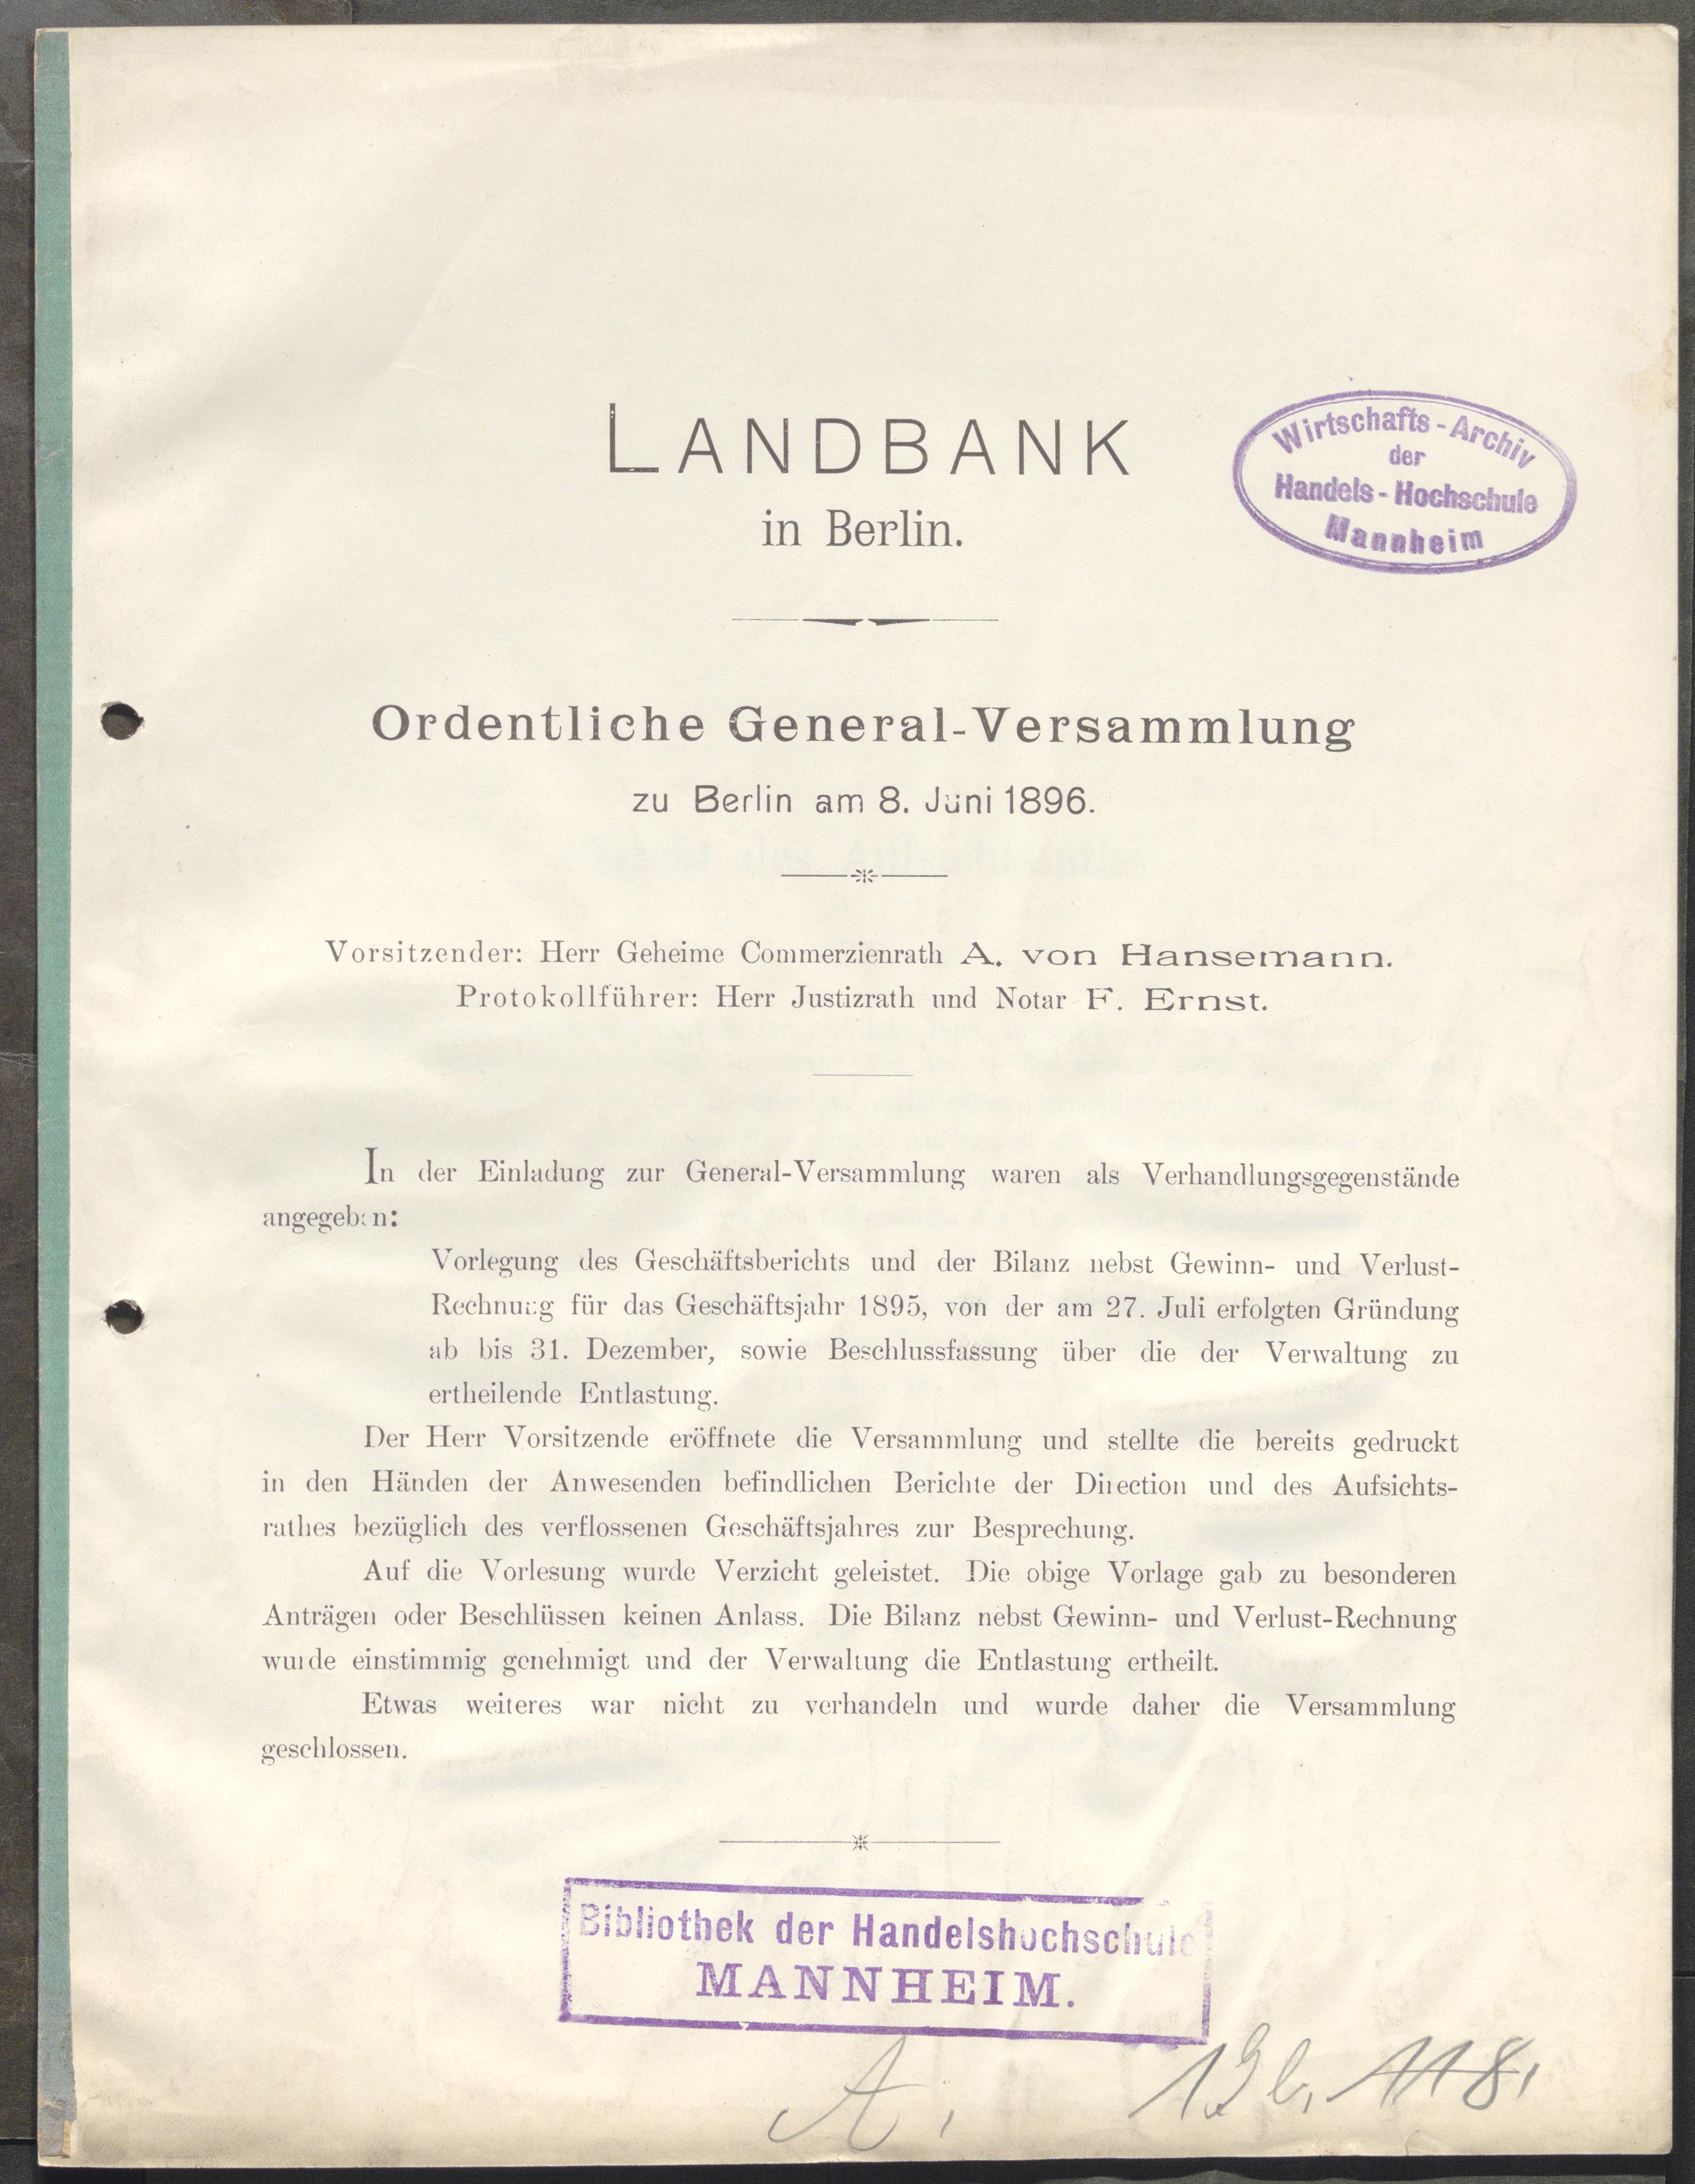 LANDBANK
in Berlin.
Wirtschafts-Archiv
der
Handels-Hochschule
Mannheim
Ordentliche General-Versammlung
zu Berlin am 8. Juni 1896.
Vorsitzender: Herr Geheime Commerzienrath A. von Hansemann.
Protokollführer: Herr Justizrath und Notar F. Ernst.
In der Einladung zur General-Versammlung waren als Verhandlungsgegenstände
angegeben:
Vorlegung des Geschäftsberichts und der Bilanz nebst Gewinn- und Verlust-
Rechnung für das Geschäftsjahr 1895, von der am 27. Juli erfolgten Gründung
ab bis 31. Dezember, sowie Beschlussfassung über die der Verwaltung zu
ertheilende Entlastung.
Der Herr Vorsitzende eröffnete die Versammlung und stellte die bereits gedruckt
in den Händen der Anwesenden befindlichen Berichte der Direction und des Aufsichts-
rathes bezüglich des verflossenen Geschäftsjahres zur Besprechung.
Auf die Vorlesung wurde Verzicht geleistet. Die obige Vorlage gab zu besonderen
Anträgen oder Beschlüssen keinen Anlass. Die Bilanz nebst Gewinn- und Verlust-Rechnung
wurde einstimmig genehmigt und der Verwaltung die Entlastung ertheilt.
Etwas weiteres war nicht zu verhandeln und wurde daher die Versammlung
geschlossen.
Bibliothek der Handelshochschule
MANNHEIM.
A.